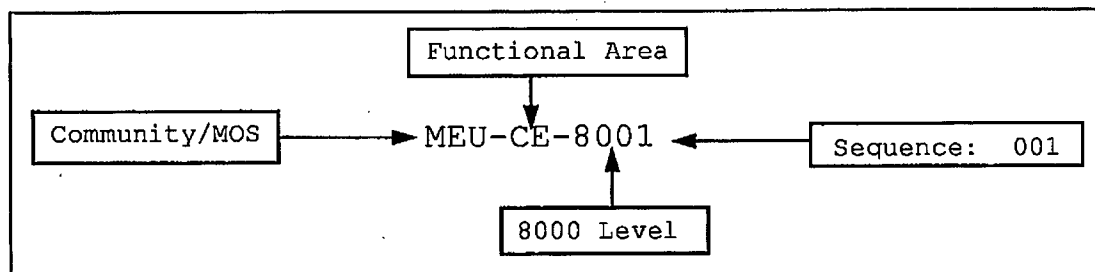 Functional Area
Community/MOS
MEU-CE-8001
Sequence: 001
8000 Level